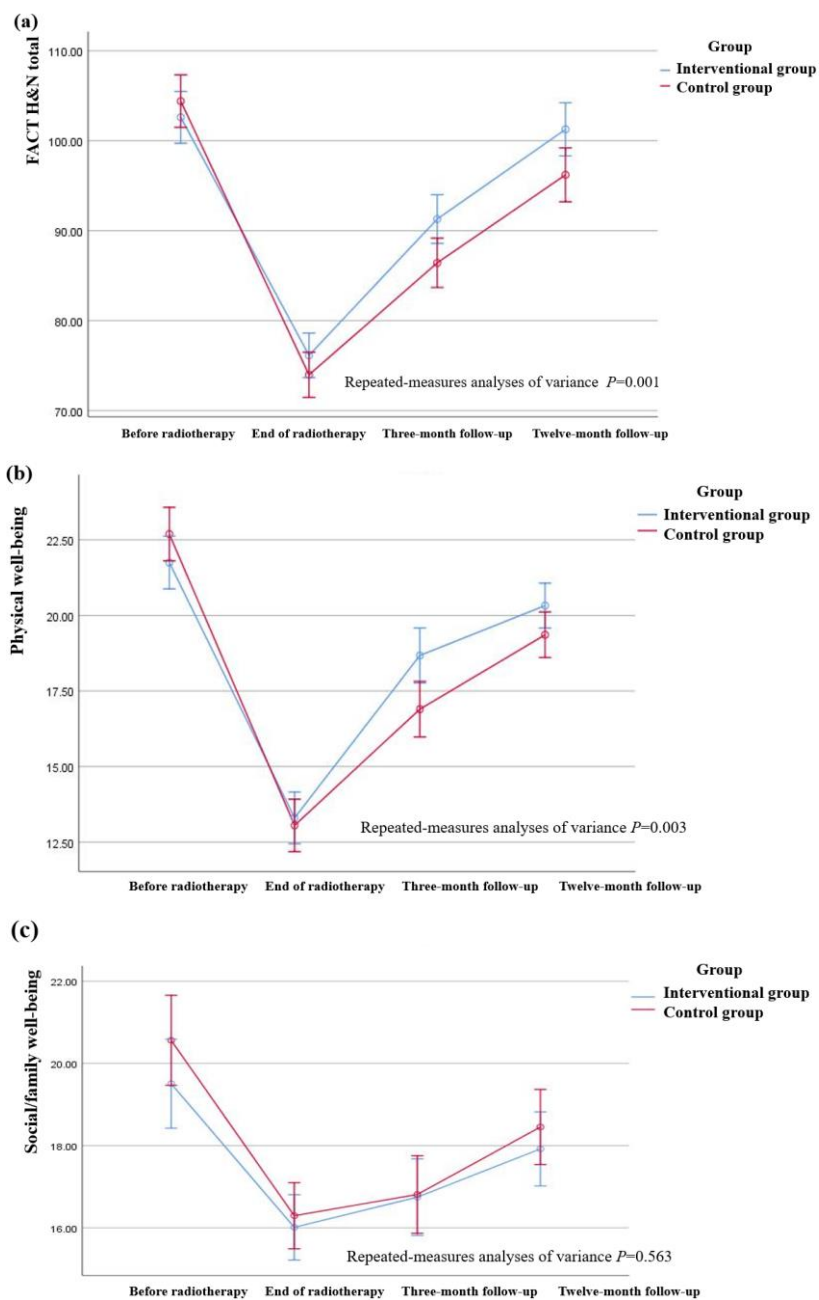 (a)
110.00
100.00
90.00
80.00
70.00
FACT H&N total
Group
Interventional group
Control group
Repeated-measures analyses of variance P=0.001
Before radiotherapy End of radiotherapy Three-month follow-up Twelve-month follow-up
(b)
22.50
20.00
17.50
15.00
12.50
Physical well-being
Group
Interventional group
Control group
Repeated-measures analyses of variance P=0.003
Before radiotherapy End of radiotherapy Three-month follow-up Twelve-month follow-up
(c)
22.00
20.00
18.00
16.00
Social/family well-being
Group
Interventional group
Control group
Repeated-measures analyses of variance P=0.563
Before radiotherapy End of radiotherapy Three-month follow-up Twelve-month follow-up